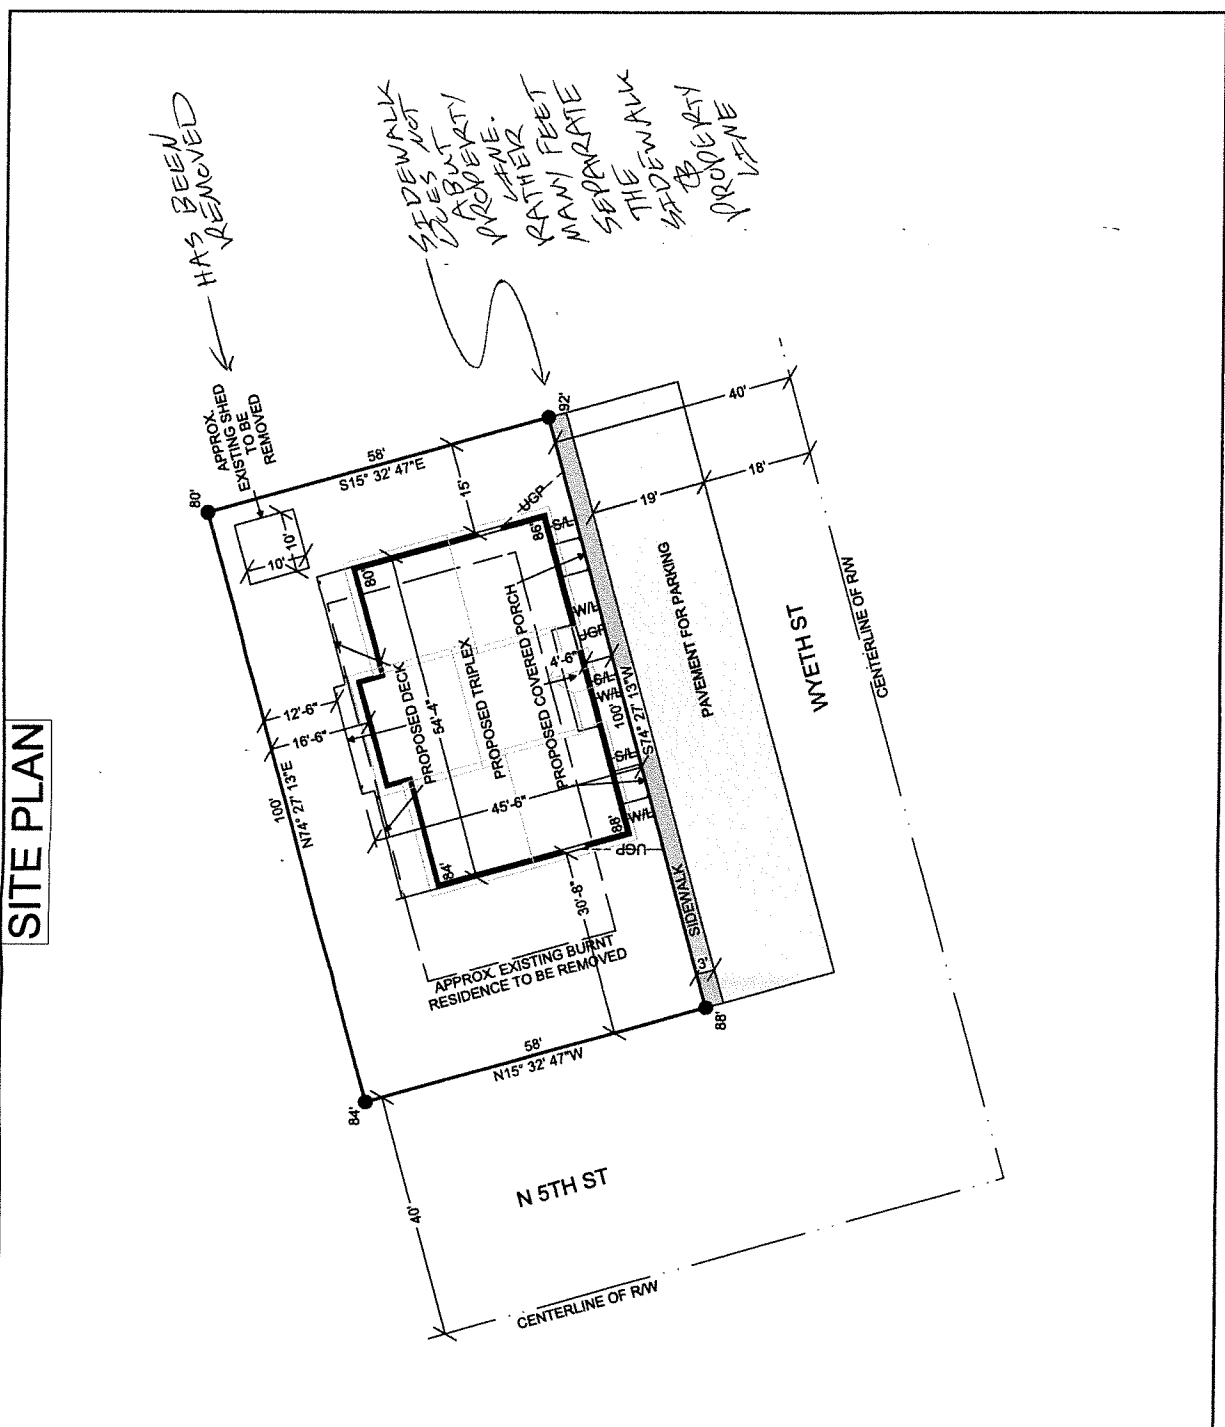 SITE PLAN
HAS BEEN
REMOVED
SIDEWALK
DOES NOT
ABUT
PROPERTY
LINE.
RATHER
MANY FEET
SEPARATE
THE
SIDEWALK
&
PROPERTY
LINE
APPROX.
EXISTING SHED
TO BE
REMOVED
80'
58'
S15° 32' 47"E
92'
10'
10'
15'
UGP
86'
S/L
80'
40'
19'
18'
12'-6"
16'-6"
100'
N74° 27' 13"E
PROPOSED DECK
54'-4"
PROPOSED TRIPLEX
PROPOSED COVERED PORCH
4'-6"
W/L
UGP
S/L
W/L
100'
S74° 27' 13"W
S/L
W/L
45'-6"
84'
88'
UGP
30'-8"
PAVEMENT FOR PARKING
WYETH ST
CENTERLINE OF R/W
SIDEWALK
3'
APPROX. EXISTING BURNT
RESIDENCE TO BE REMOVED
58'
N15° 32' 47"W
88'
84'
40'
N 5TH ST
CENTERLINE OF R/W